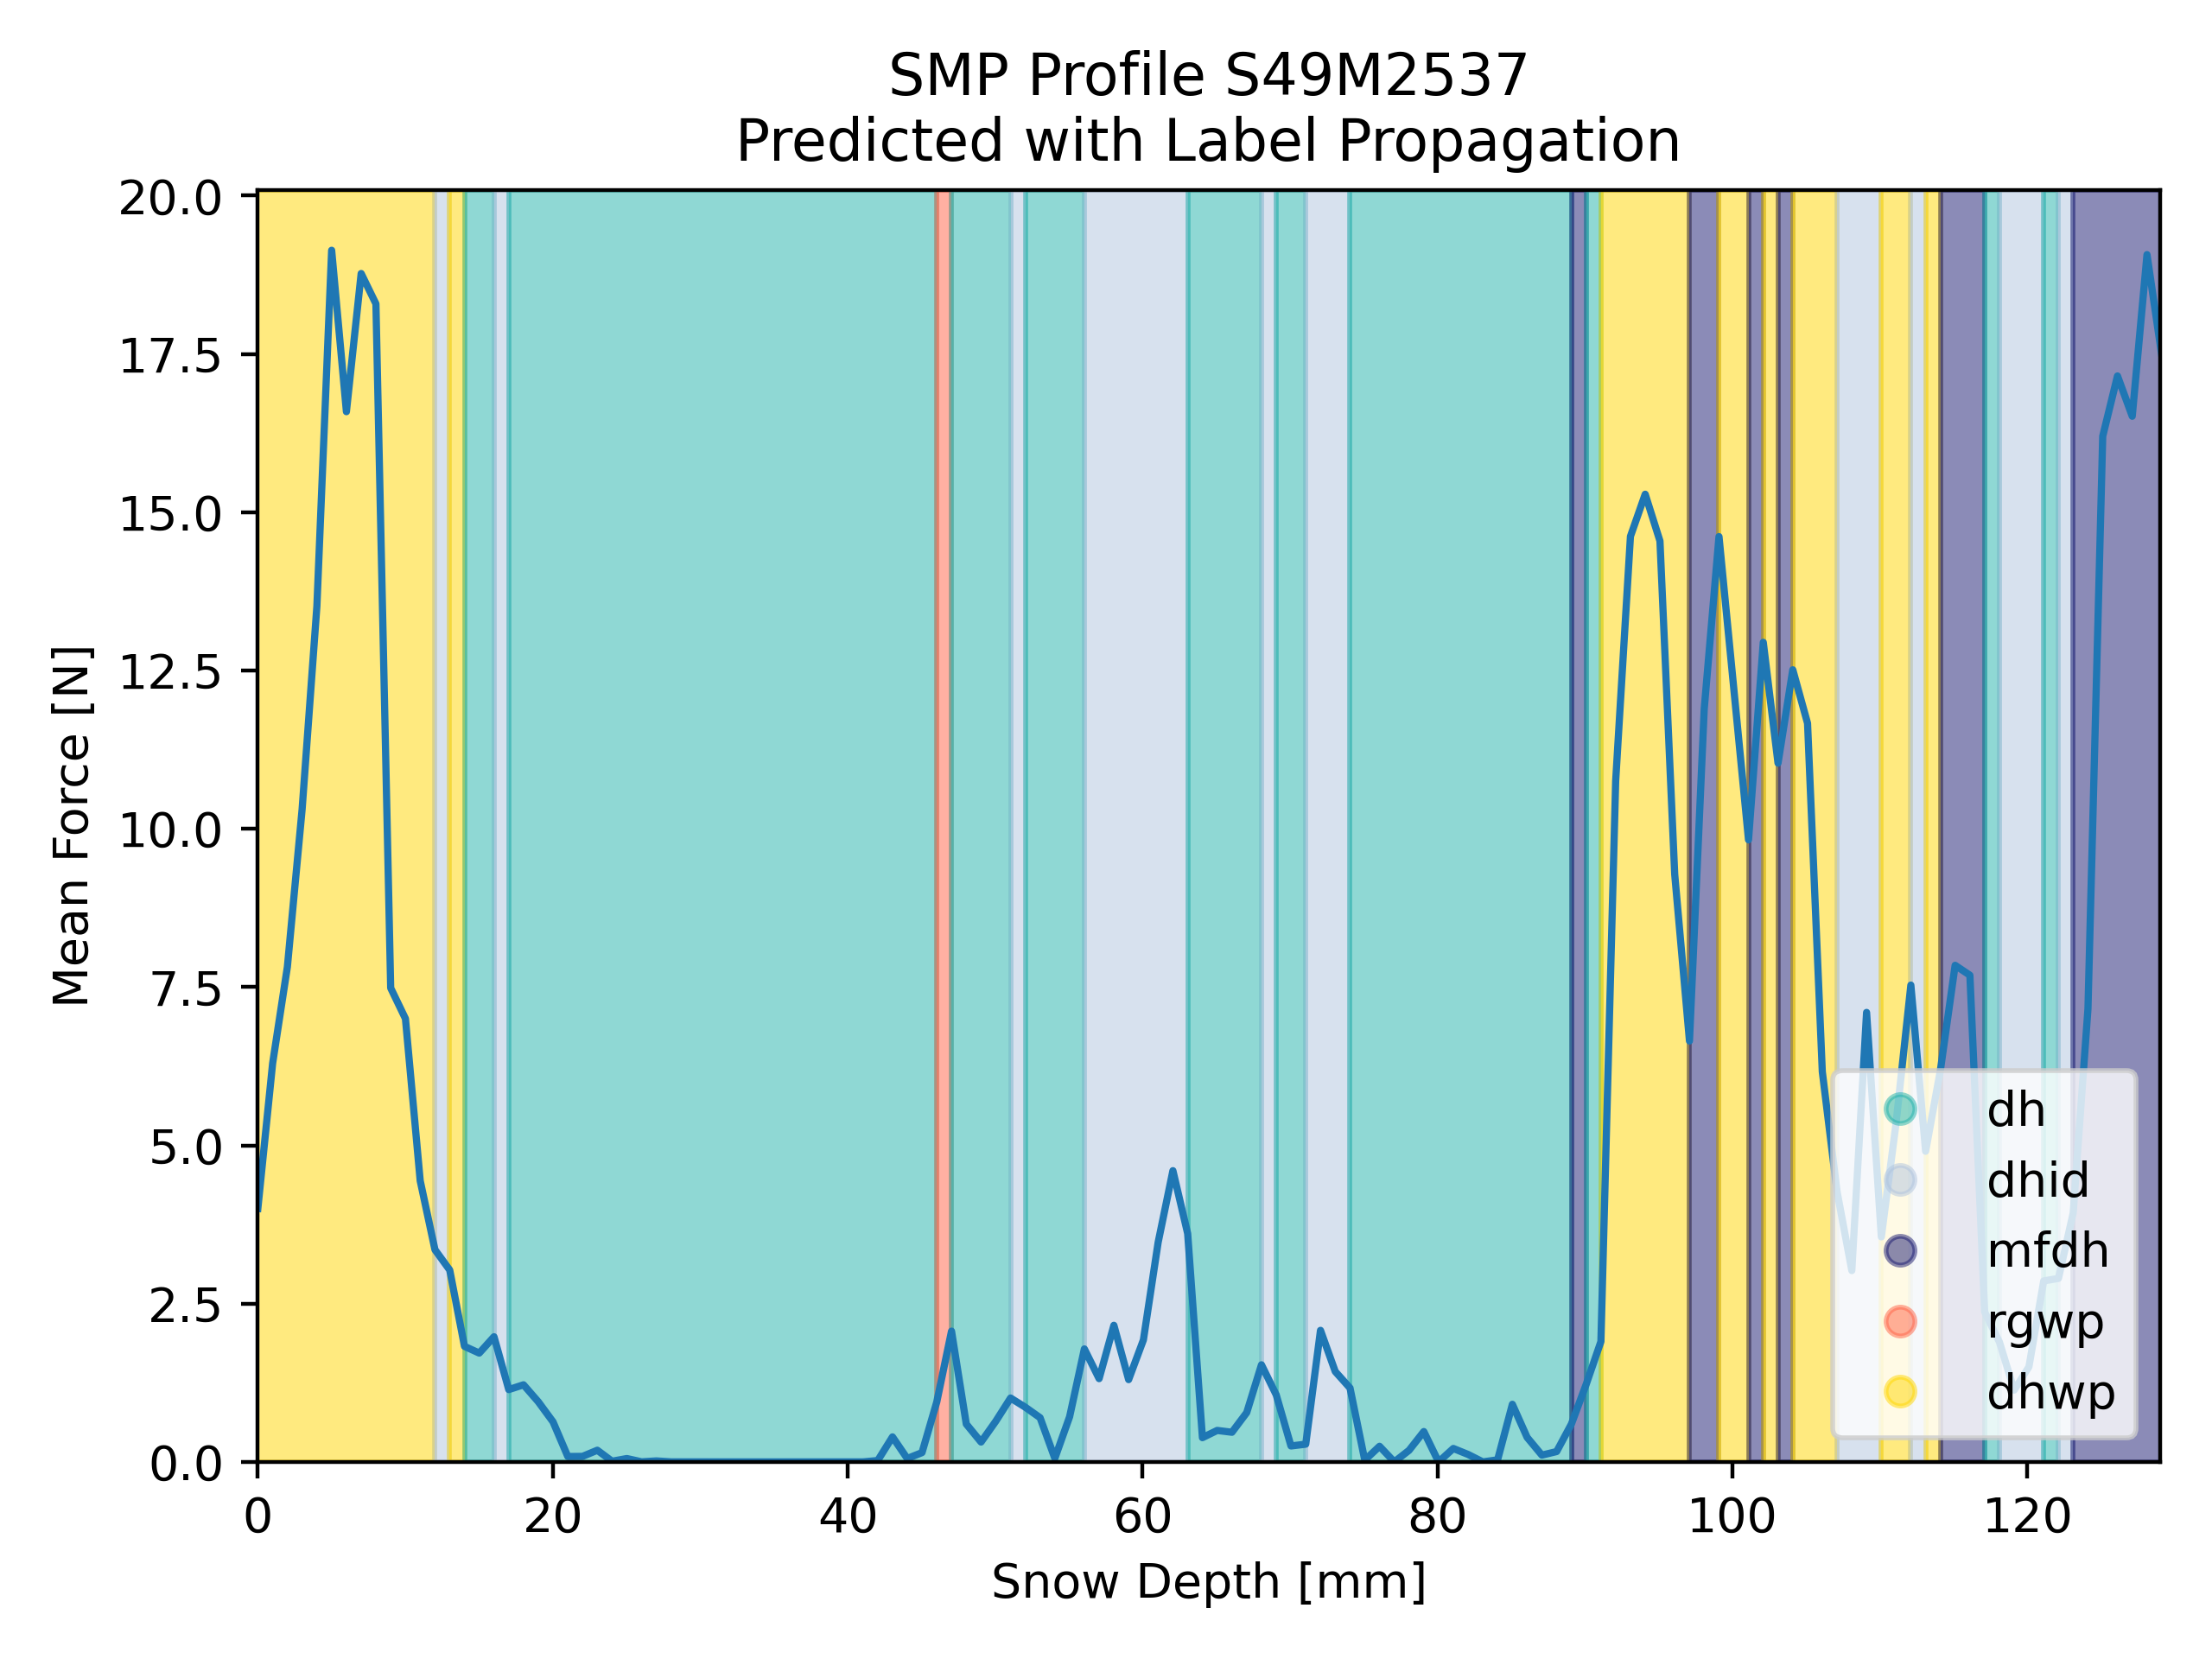 SMP Profile S49M2537
Predicted with Label Propagation
Mean Force [N]
20.0
17.5
15.0
12.5
10.0
7.5
5.0
2.5
0.0
0 20 40 60 80 100 120
Snow Depth [mm]
dh
dhid
mfdh
rgwp
dhwp